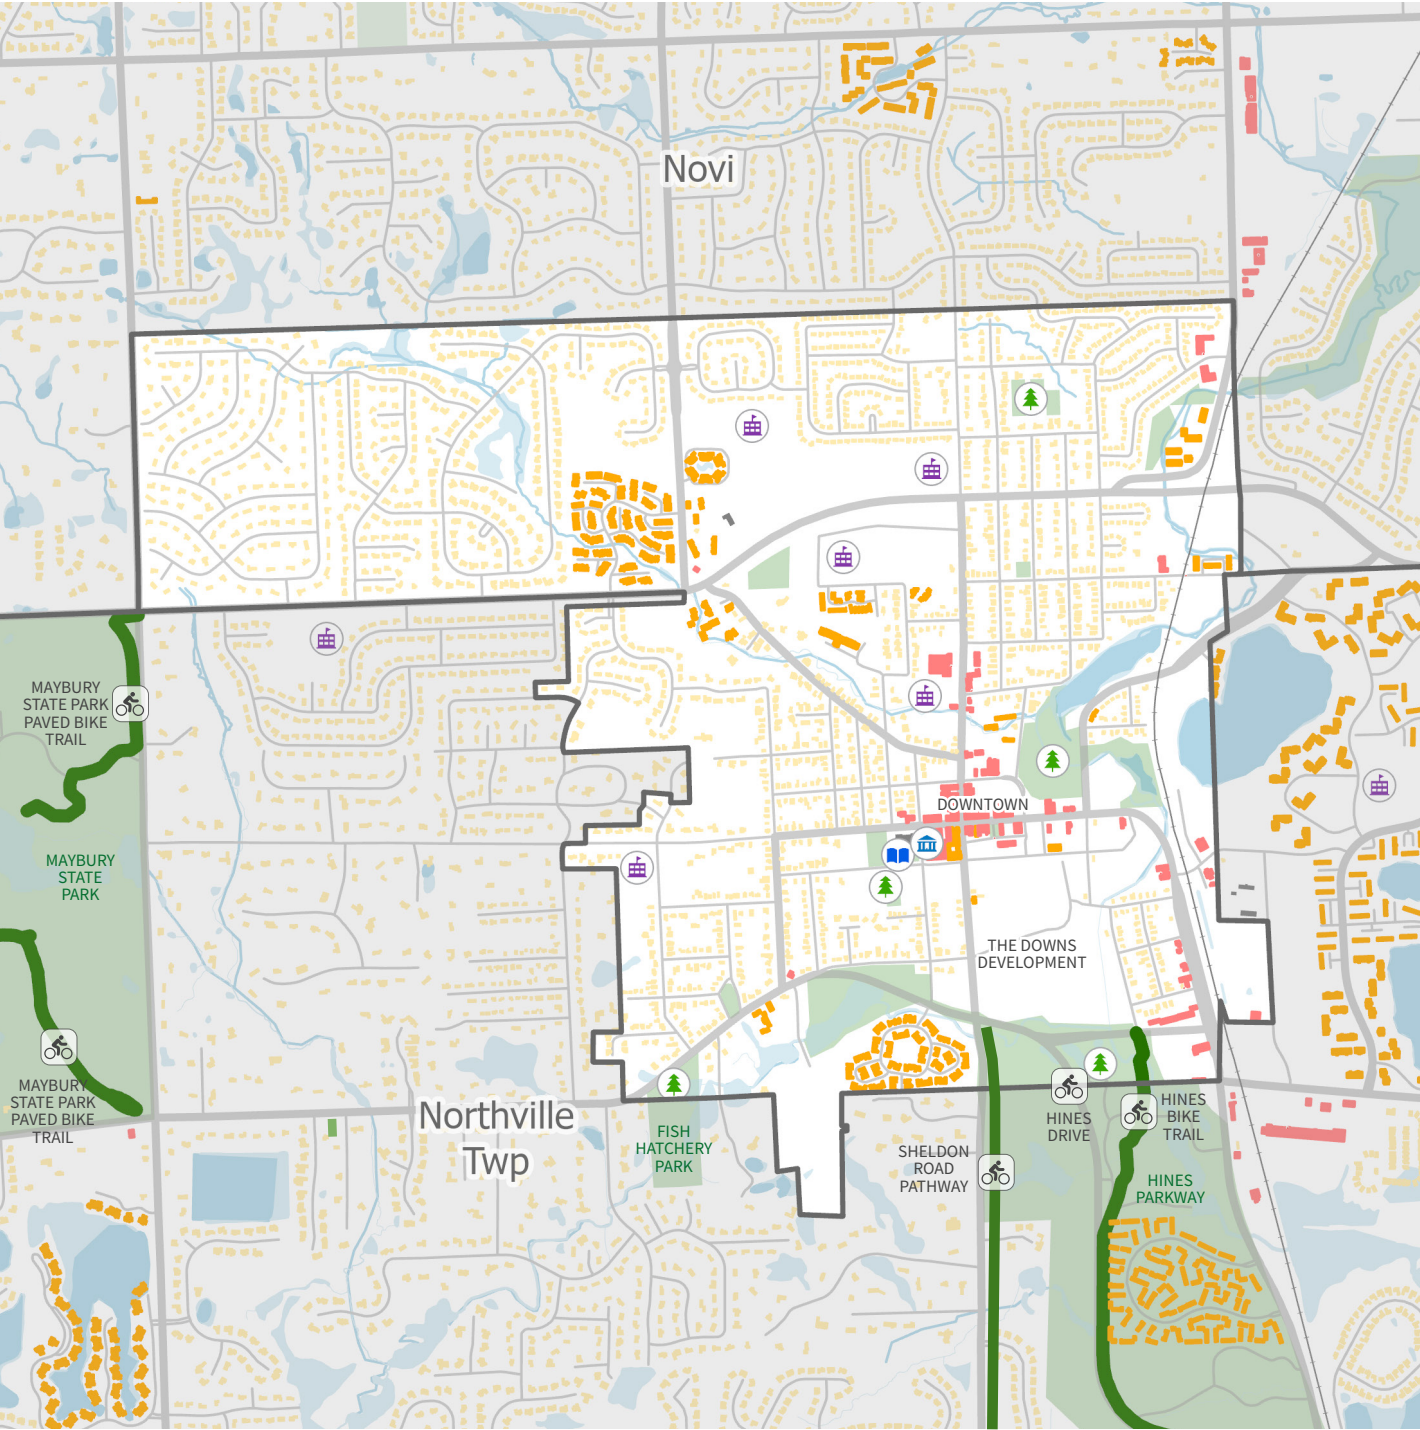 Novi
MAYBURY
STATE PARK
PAVED BIKE
TRAIL
DOWNTOWN
MAYBURY
STATE
PARK
THE DOWNS
DEVELOPMENT
MAYBURY
STATE PARK
PAVED BIKE
TRAIL
Northville
Twp
FISH
HATCHERY
PARK
HINES
DRIVE
HINES
BIKE
TRAIL
SHELDON
ROAD
PATHWAY
HINES
PARKWAY